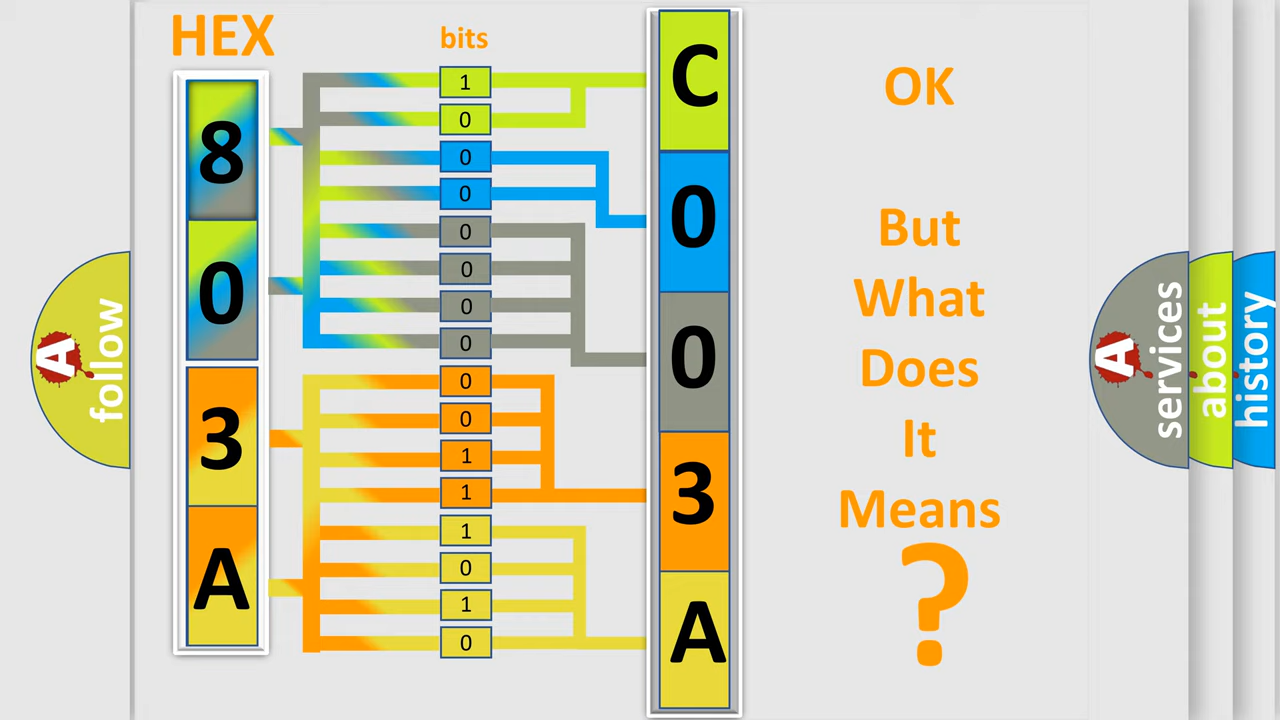 HEX
bits
8
0
3
A
1
0
0
0
0
0
0
0
0
0
1
1
1
0
1
0
C
0
0
3
A
OK
But
What
Does
It
Means
?
A
follow
A
services
about
history